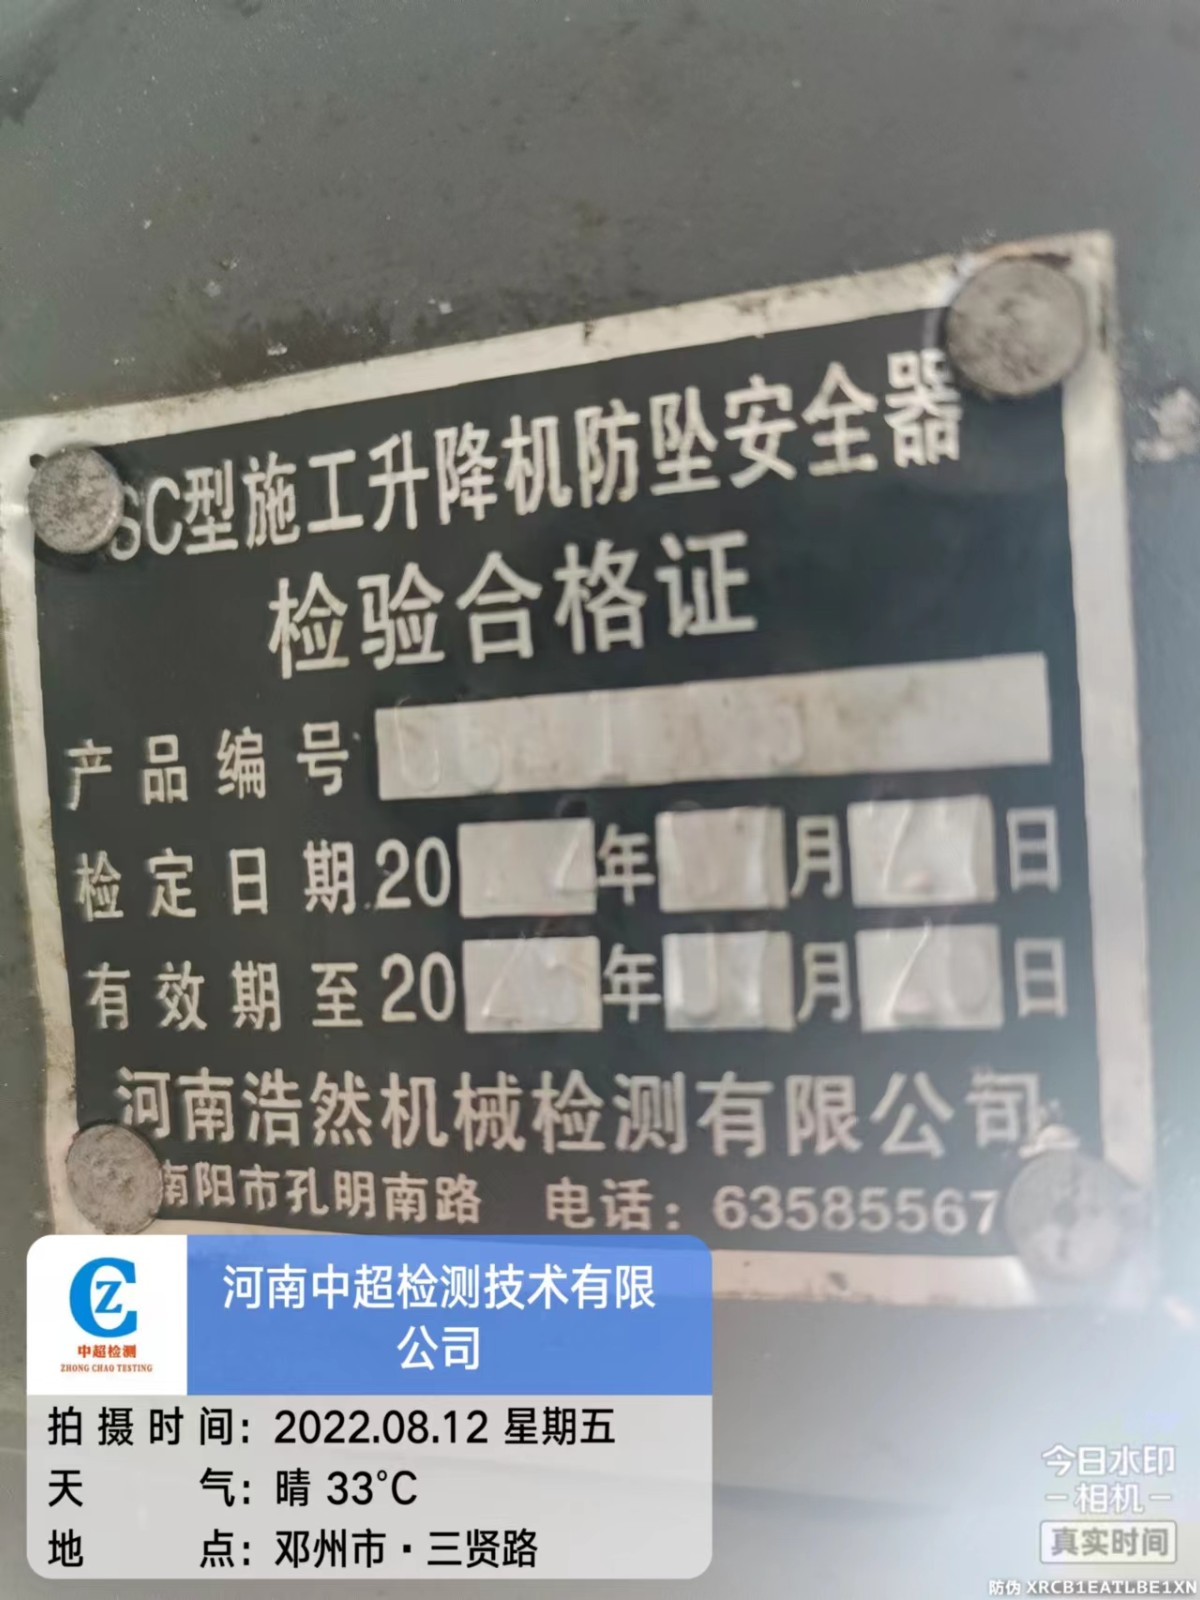 SC型施工升降机防坠安全器
检验合格证
产品编号
检定日期20 年 月 日
有效期至20 年 月20日
河南浩然机械检测有限公司
南阳市孔明南路 电话：63585567
CZ
中超检测
ZHONG CHAO TESTING
河南中超检测技术有限
公司
拍摄时间：2022.08.12 星期五
天气：晴 33°C
地点：邓州市·三贤路
今日水印
-相机-
真实时间
防伪 XRCB1EATLBE1XN